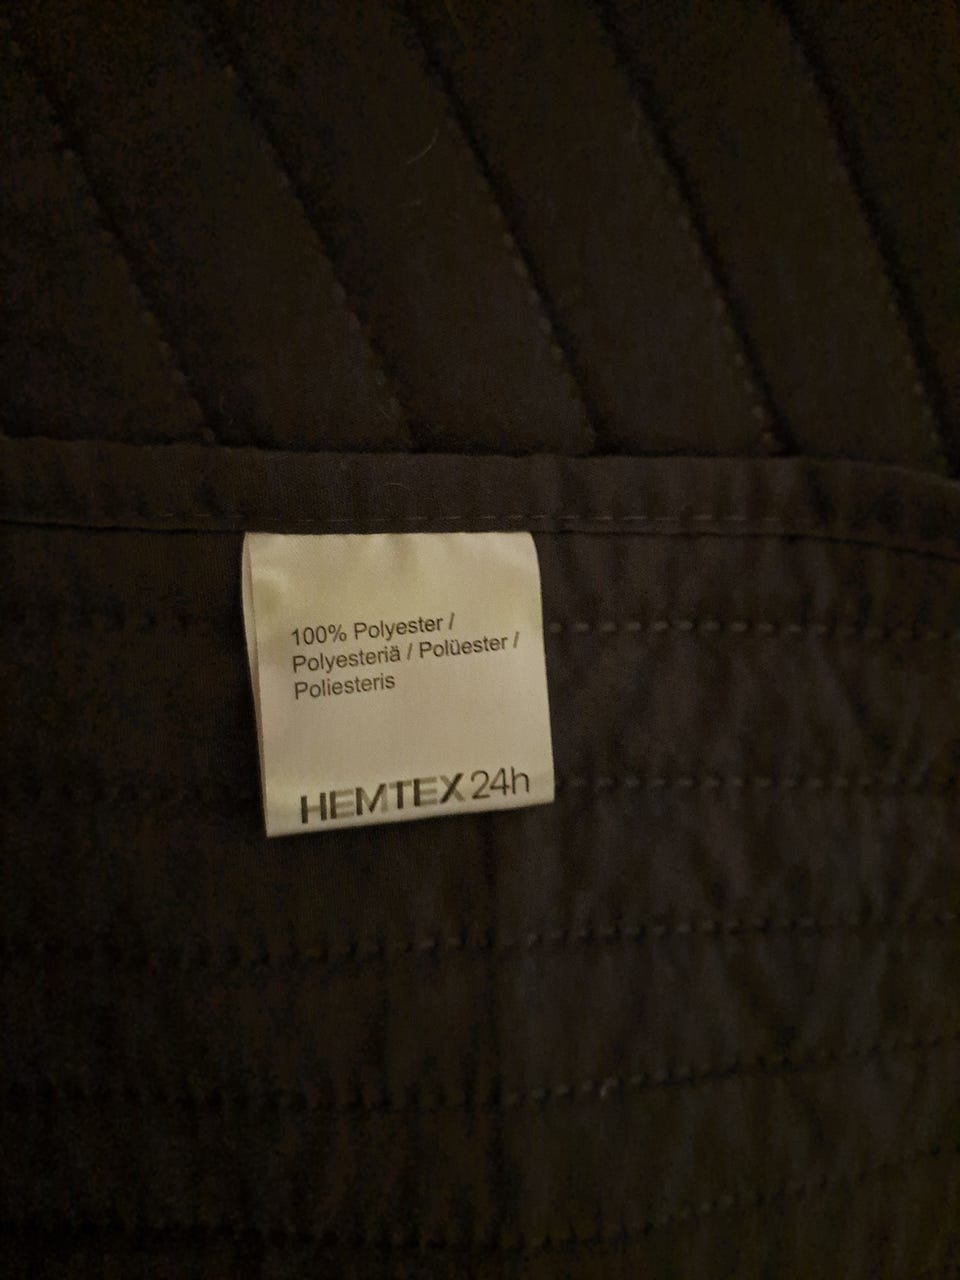 100% Polyester /
Polyesteriä / Polüester /
Poliesteris
HEMTEX 24h